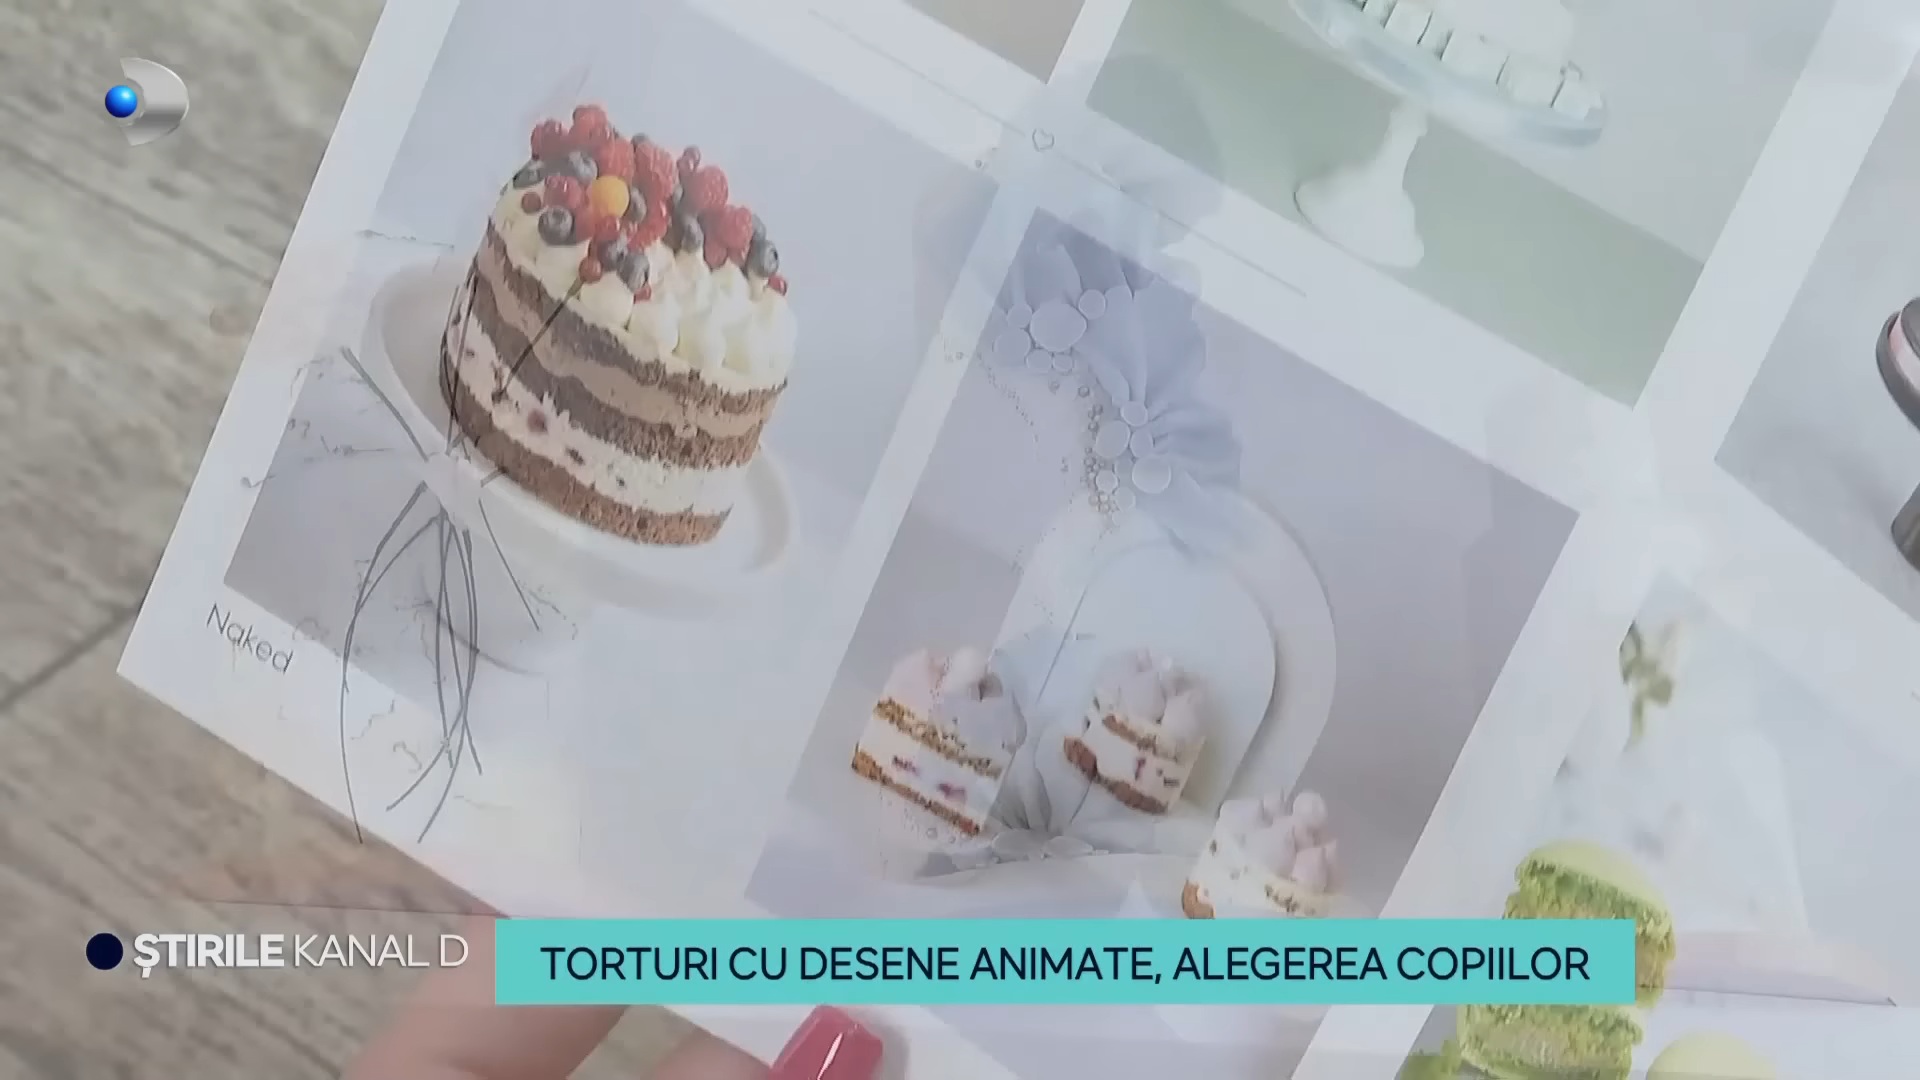 Naked
ȘTIRILE KANAL D
TORTURI CU DESENE ANIMATE, ALEGEREA COPIILOR